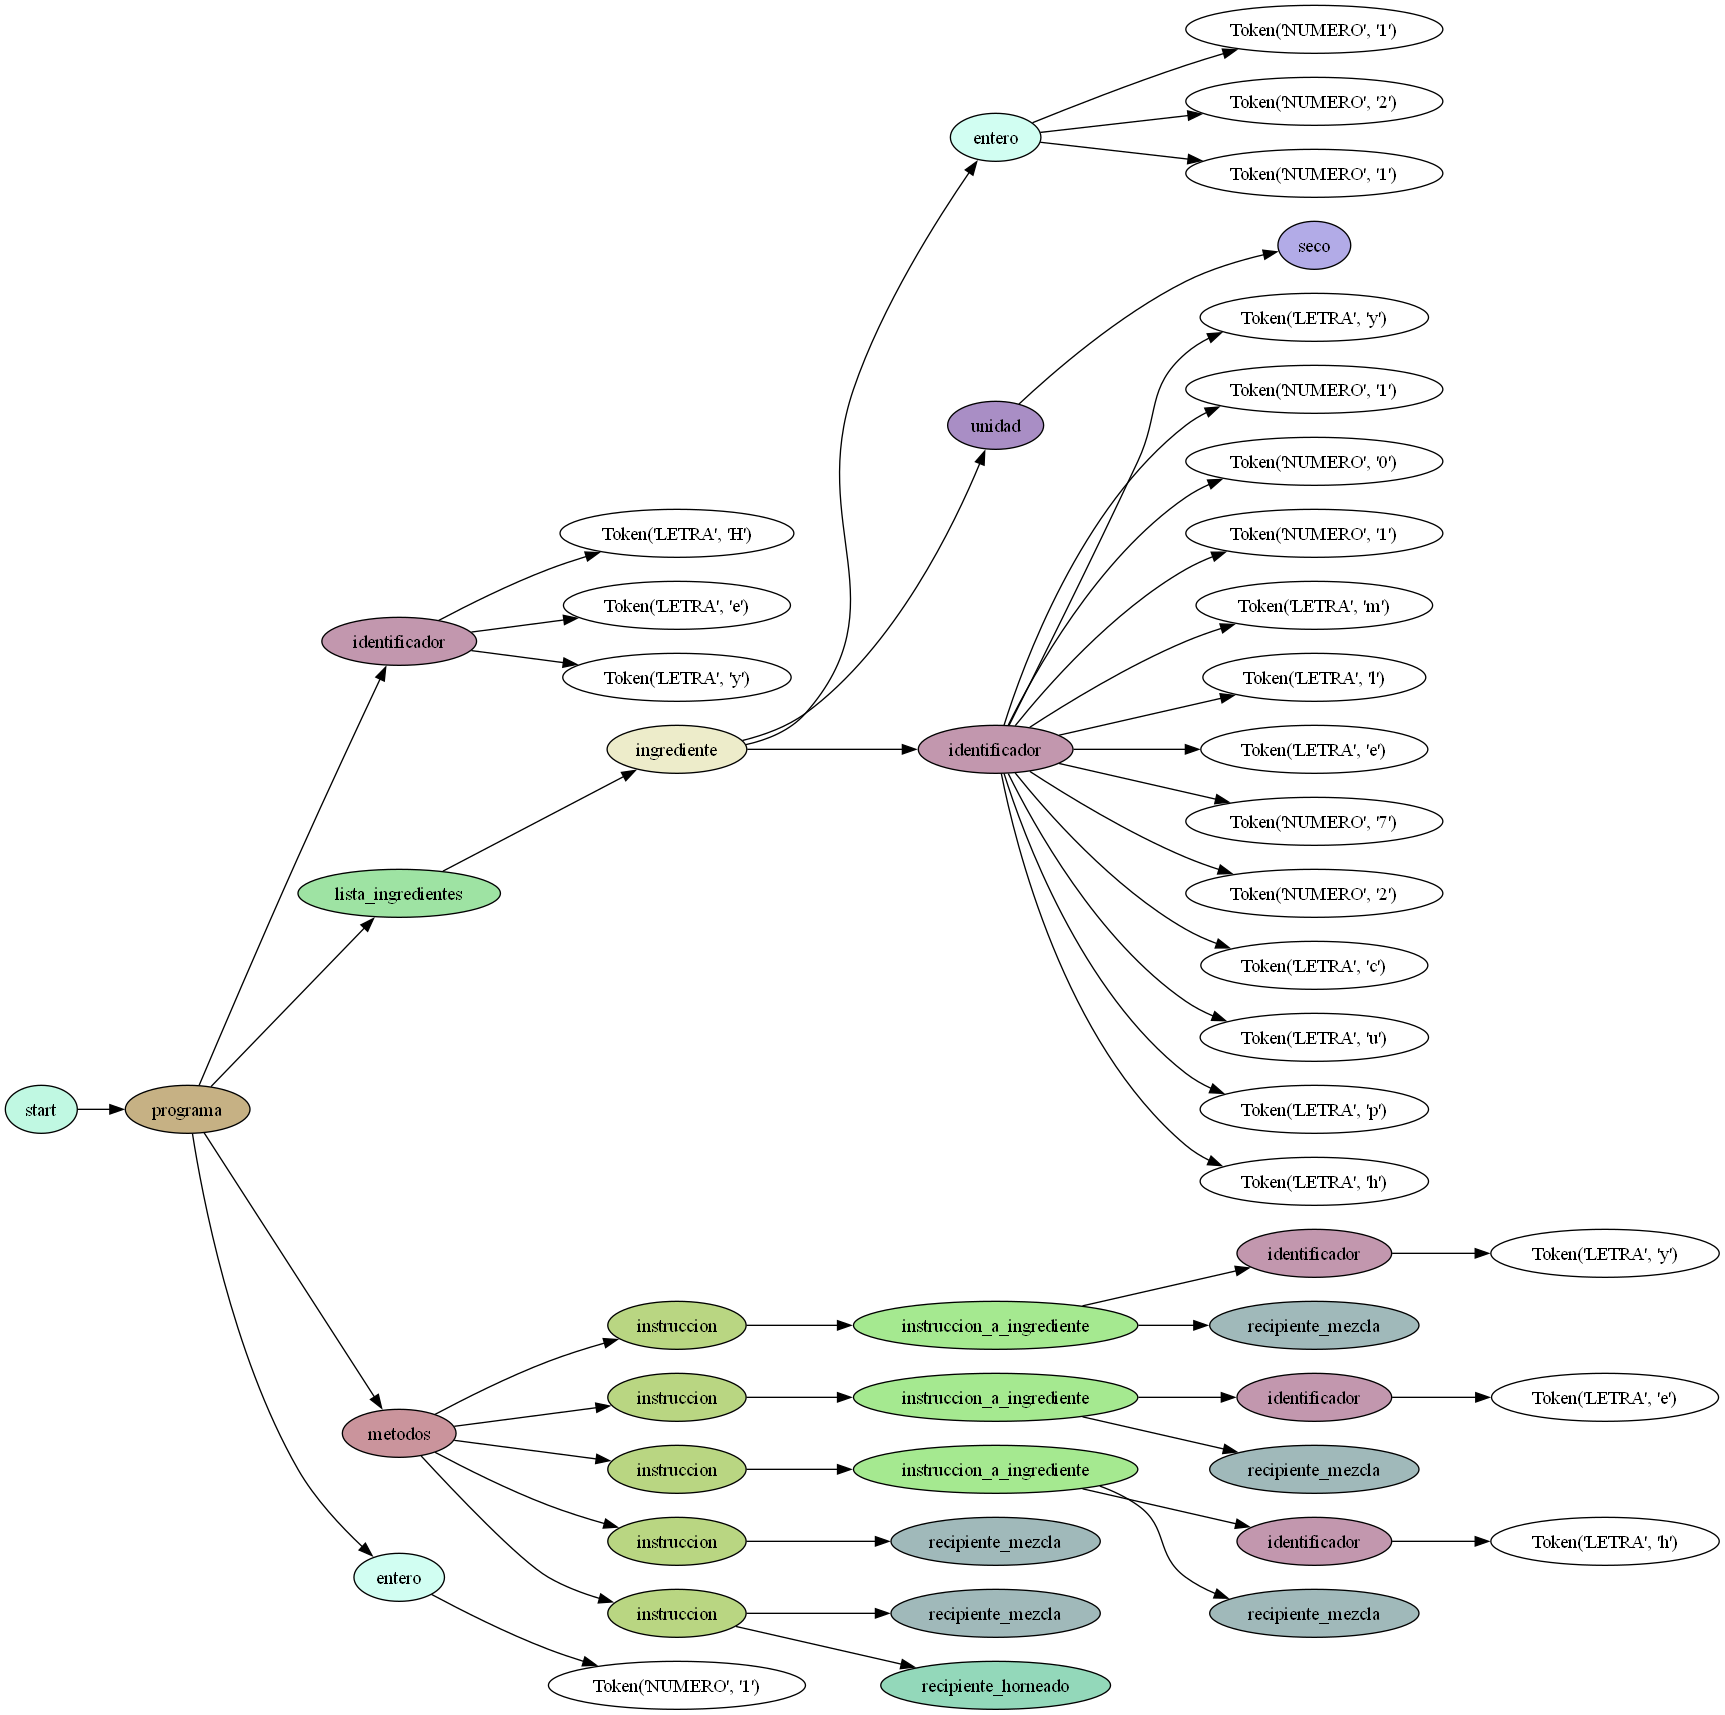 start
programa
identificador
Token('LETRA', 'H')
Token('LETRA', 'e')
Token('LETRA', 'y')
lista_ingredientes
ingrediente
entero
Token('NUMERO', '1')
Token('NUMERO', '2')
Token('NUMERO', '1')
unidad
seco
identificador
Token('LETRA', 'y')
Token('NUMERO', '1')
Token('NUMERO', '0')
Token('NUMERO', '1')
Token('LETRA', 'm')
Token('LETRA', 'l')
Token('LETRA', 'e')
Token('NUMERO', '7')
Token('NUMERO', '2')
Token('LETRA', 'c')
Token('LETRA', 'u')
Token('LETRA', 'p')
Token('LETRA', 'h')
metodos
instruccion
instruccion_a_ingrediente
identificador
Token('LETRA', 'y')
recipiente_mezcla
instruccion
instruccion_a_ingrediente
identificador
Token('LETRA', 'e')
recipiente_mezcla
instruccion
instruccion_a_ingrediente
identificador
Token('LETRA', 'h')
recipiente_mezcla
instruccion
recipiente_mezcla
instruccion
recipiente_mezcla
recipiente_horneado
entero
Token('NUMERO', '1')